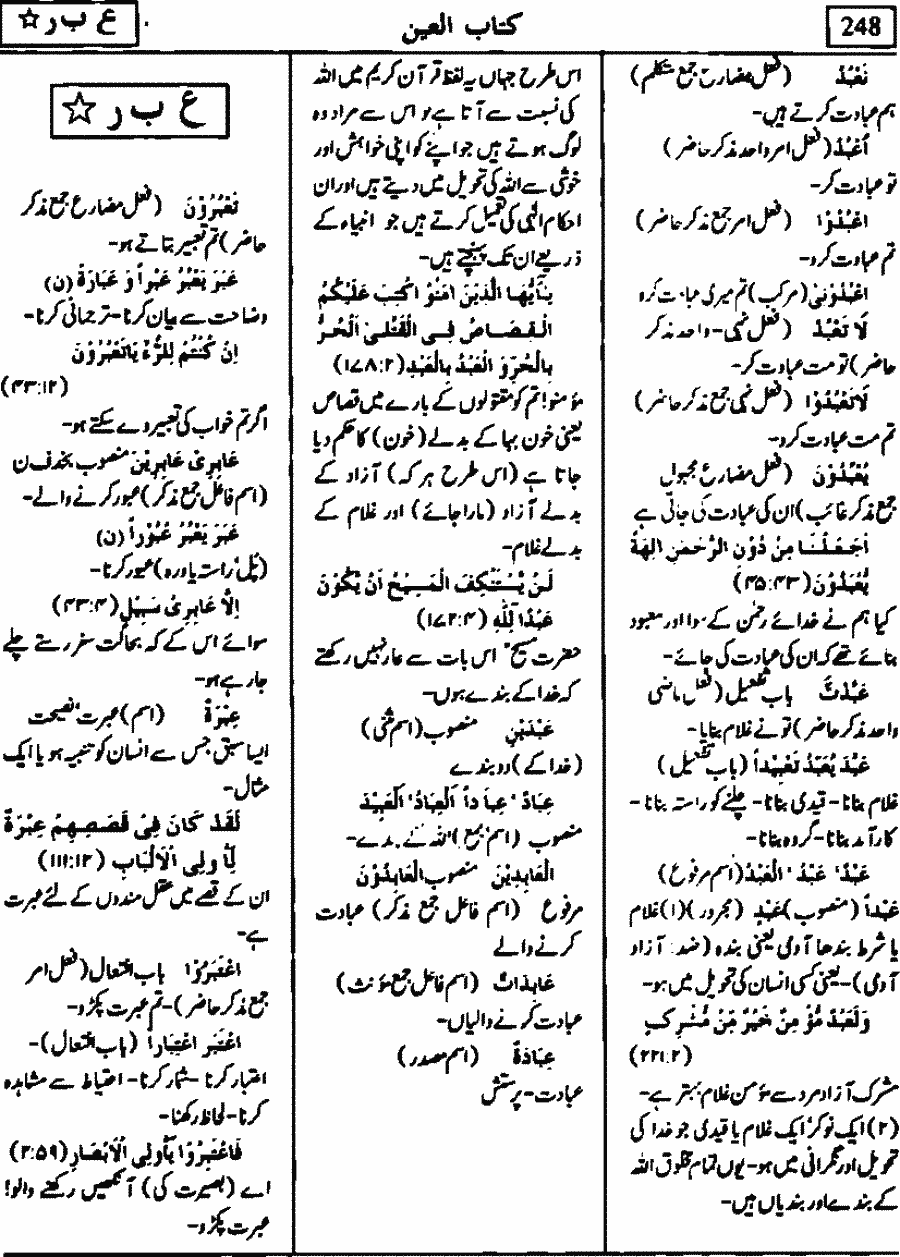 248
کتاب العین
ع ب ر ☆
نَعْبُدُ (فعل مضارع جمع متکلم)
ہم عبادت کرتے ہیں۔
اُعْبُدْ (فعل امر واحد مذکر حاضر)
تو عبادت کر۔
اعْبُدُوْا (فعل امر جمع مذکر حاضر)
تم عبادت کرو۔
اعْبُدُوْنِیْ (مرکب) تم میری عبادت کرو
لَا تَعْبُدْ (فعل نہی۔ واحد مذکر
حاضر) تو مت عبادت کر۔
لَاتَعْبُدُوْا (فعل نہی جمع مذکر حاضر)
تم مت عبادت کرو۔
یُعْبَدُوْنَ (فعل مضارع مجہول
جمع مذکر غائب) ان کی عبادت کی جاتی ہے
اَجَعَلْنَا مِنْ دُوْنِ الرَّحْمٰنِ اٰلِهَةً
یُّعْبَدُوْنَ (۴۵:۴۳)
کیا ہم نے خدائے رحمٰن کے سوا اور معبود
بنائے تھے کہ ان کی عبادت کی جائے۔
عَبَّدْتَّ باب تفعیل (فعل ماضی
واحد مذکر حاضر) تو نے غلام بنایا۔
عَبَّدَ یُعَبِّدُ تَعْبِیْداً (باب تفعیل)
غلام بنانا۔ قیدی بنانا۔ چلنے کو راستہ بنانا۔
کارآمد بنانا۔ گروہ بنانا۔
عَبْدٌ' عَبْدُ' الْعَبْدُ (اسم مرفوع)
عَبْداً (منصوب) عَبْدٍ (مجرور) (۱) غلام
یا شرط بندھا آدمی یعنی بندہ (ضد: آزاد
آدمی)۔ یعنی کسی انسان کی تحویل میں ہو۔
وَلَعَبْدٌ مُّؤْمِنٌ خَیْرٌ مِّنْ مُّشْرِکٍ
(۲۲۱:۲)
مشرک آزاد مرد سے مؤمن غلام بہتر ہے۔
(۲) ایک نوکر' ایک غلام یا قیدی جو خدا کی
تحویل اور نگرانی میں ہو۔ یوں تمام مخلوق اللہ
کے بندے اور بندیاں ہیں۔
اس طرح جہاں یہ لفظ قرآن کریم میں اللہ
کی نسبت سے آتا ہے تو اس سے مراد وہ
لوگ ہوتے ہیں جو اپنے کو اپنی خواہش اور
خوشی سے اللہ کی تحویل میں دیتے ہیں اور ان
احکام الٰہی کی تعمیل کرتے ہیں جو انبیاء کے
ذریعے ان تک پہنچتے ہیں۔
یٰٓاَیُّهَا الَّذِیْنَ اٰمَنُوْا کُتِبَ عَلَیْکُمُ
الْقِصَاصُ فِی الْقَتْلٰی اَلْحُرُّ
بِالْحُرِّ وَ الْعَبْدُ بِالْعَبْدِ (۱۷۸:۲)
مؤمنو! تم کو مقتولوں کے بارے میں قصاص
یعنی خون بہا کے بدلے (خون) کا حکم دیا
جاتا ہے (اس طرح ہر کہ) آزاد کے
بدلے آزاد (مارا جائے) اور غلام کے
بدلے غلام۔
لَنْ یَّسْتَنْکِفَ الْمَسِیْحُ اَنْ یَّکُوْنَ
عَبْدًا لِّلّٰهِ (۱۷۲:۴)
حضرت مسیح اس بات سے عار نہیں رکھتے
کہ خدا کے بندے ہوں۔
عَبْدَیْنِ منصوب (اسم مثنی)
(خدا کے) دو بندے
عِبَادٌ' عِبَاداً اَلْعِبَادُ' الْعَبِیْدَ
منصوب (اسم جمع) اللہ کے بندے۔
الْعَابِدِیْنَ منصوب الْعَابِدُوْنَ
مرفوع (اسم فاعل جمع مذکر) عبادت
کرنے والے
عَابِدَاتٌ (اسم فاعل جمع مؤنث)
عبادت کرنے والیاں۔
عِبَادَةٌ (اسم مصدر)
عبادت۔ پرستش
ع ب ر ☆
تَعْبُرُوْنَ (فعل مضارع جمع مذکر
حاضر) تم تعبیر بتاتے ہو۔
عَبَرَ یَعْبُرُ عَبْراً وَ عِبَارَةً (ن)
وضاحت سے بیان کرنا۔ ترجمانی کرنا۔
اِنْ کُنْتُمْ لِلرُّءْیَا تَعْبُرُوْنَ
(۴۳:۱۲)
اگر تم خواب کی تعبیر دے سکتے ہو۔
عَابِرِیْ عَابِرِیْنَ منصوب بحذف ن
(اسم فاعل جمع مذکر) عبور کرنے والے۔
عَبَرَ یَعْبُرُ عُبُوْراً (ن)
(پُل' راستہ یا درہ) عبور کرنا۔
اِلَّا عَابِرِیْ سَبِیْلٍ (۴۳:۴)
سوائے اس کے کہ بحالت سفر رستے چلے
جا رہے ہو۔
عِبْرَةٌ (اسم) عبرت' نصیحت
ایسا سبق جس سے انسان کو تنبیہ ہو یا ایک
مثال۔
لَقَدْ کَانَ فِیْ قَصَصِهِمْ عِبْرَةٌ
لِّاُولِی الْاَلْبَابِ (۱۱۱:۱۲)
ان کے قصے میں عقل مندوں کے لئے عبرت
ہے۔
اعْتَبِرُوْا باب افتعال (فعل امر
جمع مذکر حاضر)۔ تم عبرت پکڑو۔
اعْتَبَرَ اعْتِبَاراً (باب افتعال)۔
اعتبار کرنا۔ شمار کرنا۔ احتیاط سے مشاہدہ
کرنا۔ لحاظ رکھنا۔
فَاعْتَبِرُوْا یٰٓاُولِی الْاَبْصَارِ (۲:۵۹)
اے (بصیرت کی) آنکھیں رکھنے والو!
عبرت پکڑو۔